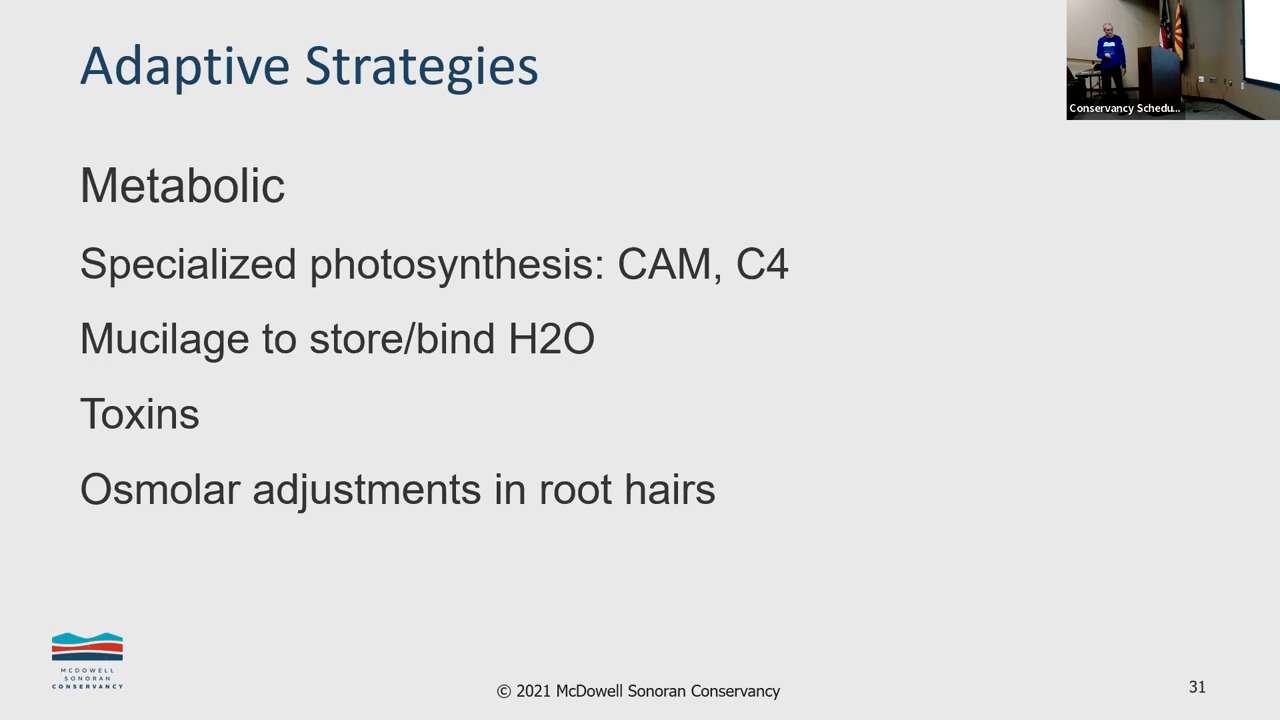 Adaptive Strategies
Conservancy Schedu...
Metabolic
Specialized photosynthesis: CAM, C4
Mucilage to store/bind H2O
Toxins
Osmolar adjustments in root hairs
MCDOWELL
SONORAN
CONSERVANCY
© 2021 McDowell Sonoran Conservancy
31